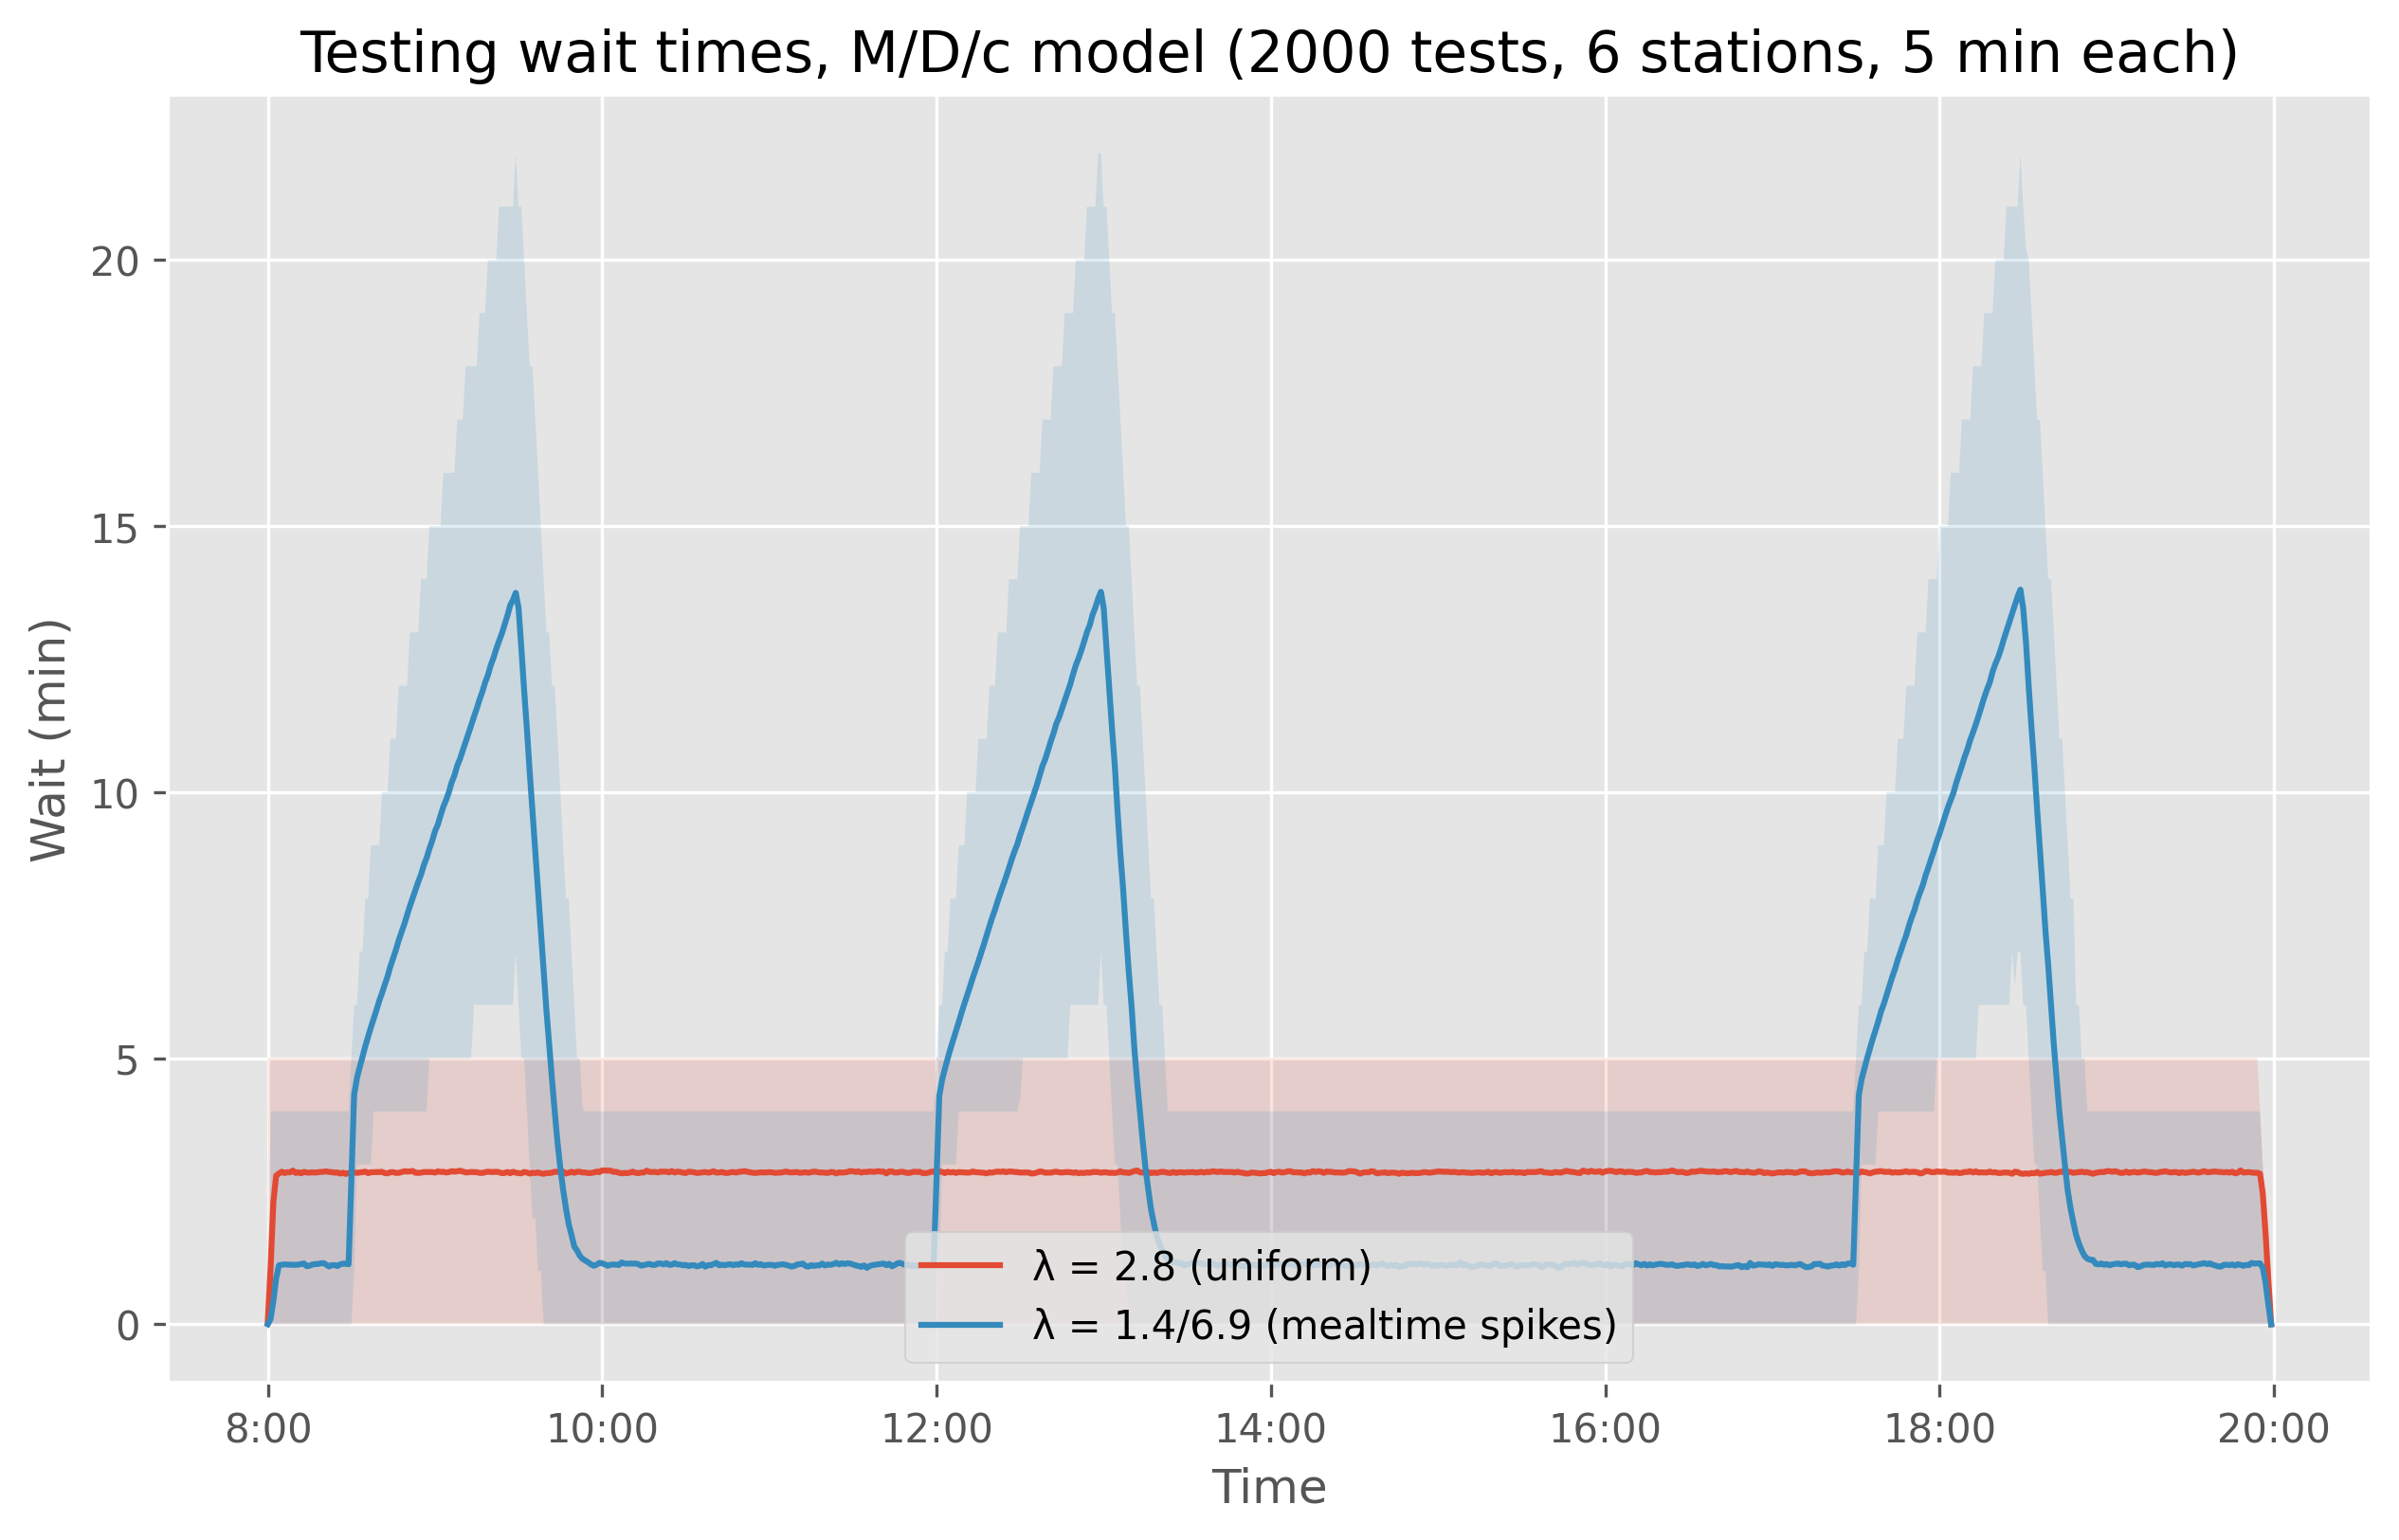 Testing wait times, M/D/c model (2000 tests, 6 stations, 5 min each)
Wait (min)
20
15
10
5
0
λ = 2.8 (uniform)
λ = 1.4/6.9 (mealtime spikes)
8:00 10:00 12:00 14:00 16:00 18:00 20:00
Time